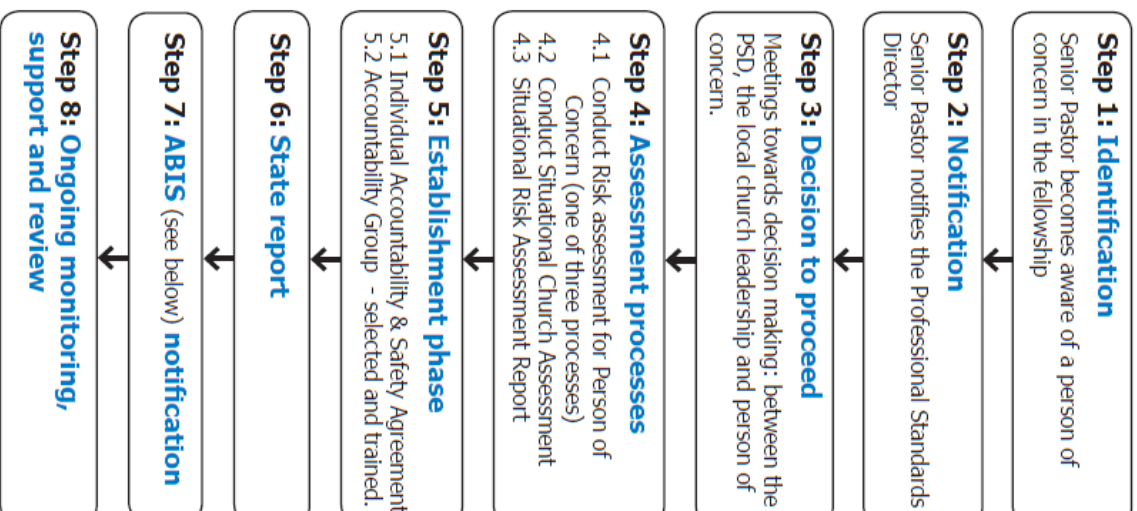 Step 1: Identification
Senior Pastor becomes aware of a person of
concern in the fellowship
Step 2: Notification
Senior Pastor notifies the Professional Standards
Director
Step 3: Decision to proceed
Meetings towards decision making: between the
PSD, the local church leadership and person of
concern.
Step 4: Assessment processes
4.1 Conduct Risk assessment for Person of
Concern (one of three processes)
4.2 Conduct Situational Church Assessment
4.3 Situational Risk Assessment Report
Step 5: Establishment phase
5.1 Individual Accountability & Safety Agreement
5.2 Accountability Group - selected and trained.
Step 6: State report
Step 7: ABIS (see below) notification
Step 8: Ongoing monitoring,
support and review